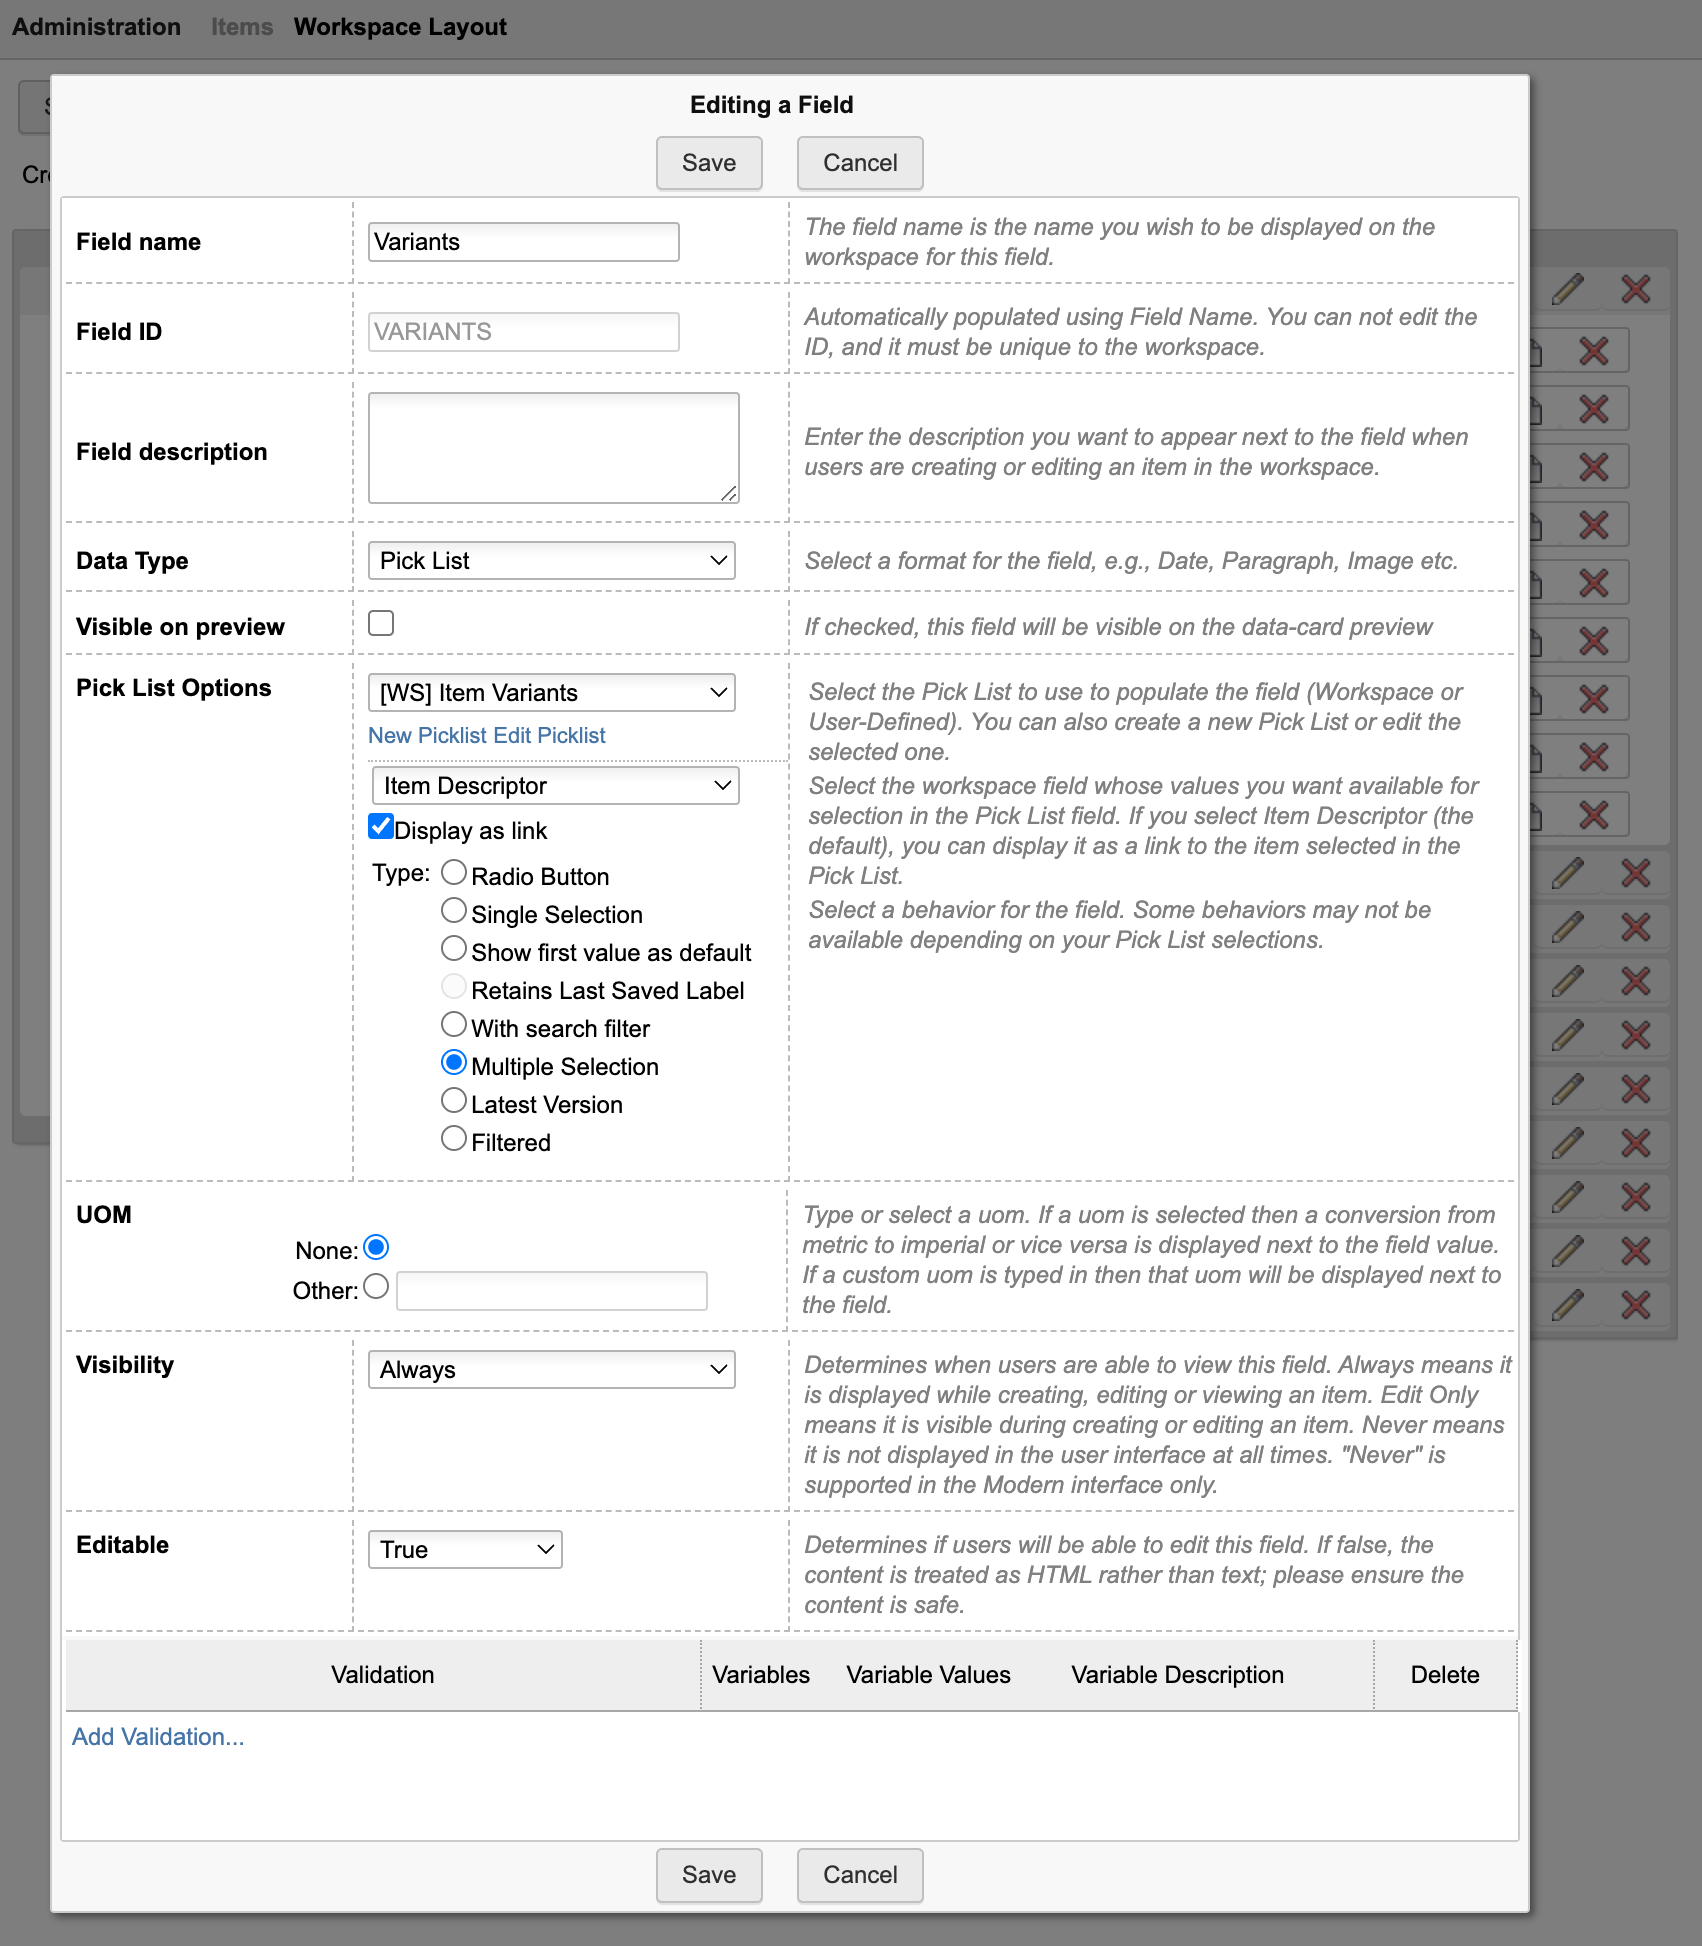 Administration Items Workspace Layout
Editing a Field
Save Cancel
Field name
Variants
The field name is the name you wish to be displayed on the
workspace for this field.
Field ID
VARIANTS
Automatically populated using Field Name. You can not edit the
ID, and it must be unique to the workspace.
Field description
Enter the description you want to appear next to the field when
users are creating or editing an item in the workspace.
Data Type
Pick List
Select a format for the field, e.g., Date, Paragraph, Image etc.
Visible on preview
If checked, this field will be visible on the data-card preview
Pick List Options
[WS] Item Variants
New Picklist Edit Picklist
Select the Pick List to use to populate the field (Workspace or
User-Defined). You can also create a new Pick List or edit the
selected one.
Item Descriptor
Display as link
Select the workspace field whose values you want available for
selection in the Pick List field. If you select Item Descriptor (the
default), you can display it as a link to the item selected in the
Pick List.
Type:
Radio Button
Single Selection
Show first value as default
Retains Last Saved Label
With search filter
Multiple Selection
Latest Version
Filtered
Select a behavior for the field. Some behaviors may not be
available depending on your Pick List selections.
UOM
None:
Other:
Type or select a uom. If a uom is selected then a conversion from
metric to imperial or vice versa is displayed next to the field value.
If a custom uom is typed in then that uom will be displayed next to
the field.
Visibility
Always
Determines when users are able to view this field. Always means it
is displayed while creating, editing or viewing an item. Edit Only
means it is visible during creating or editing an item. Never means
it is not displayed in the user interface at all times. "Never" is
supported in the Modern interface only.
Editable
True
Determines if users will be able to edit this field. If false, the
content is treated as HTML rather than text; please ensure the
content is safe.
Validation Variables Variable Values Variable Description Delete
Add Validation...
Save Cancel